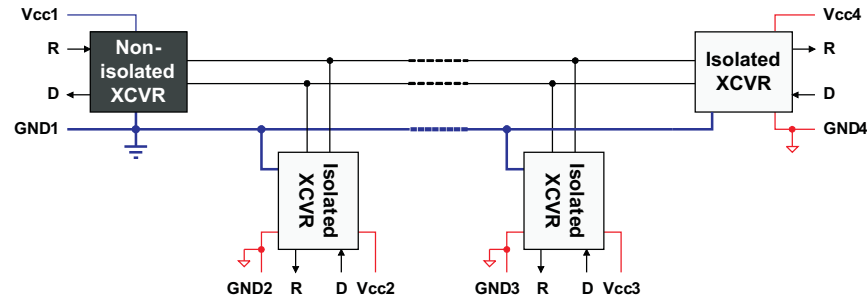 Vcc1
Vcc4
R
Non-
isolated
XCVR
Isolated
XCVR
R
D
D
GND1
GND4
Isolated
XCVR
Isolated
XCVR
GND2 R D Vcc2
GND3 R D Vcc3